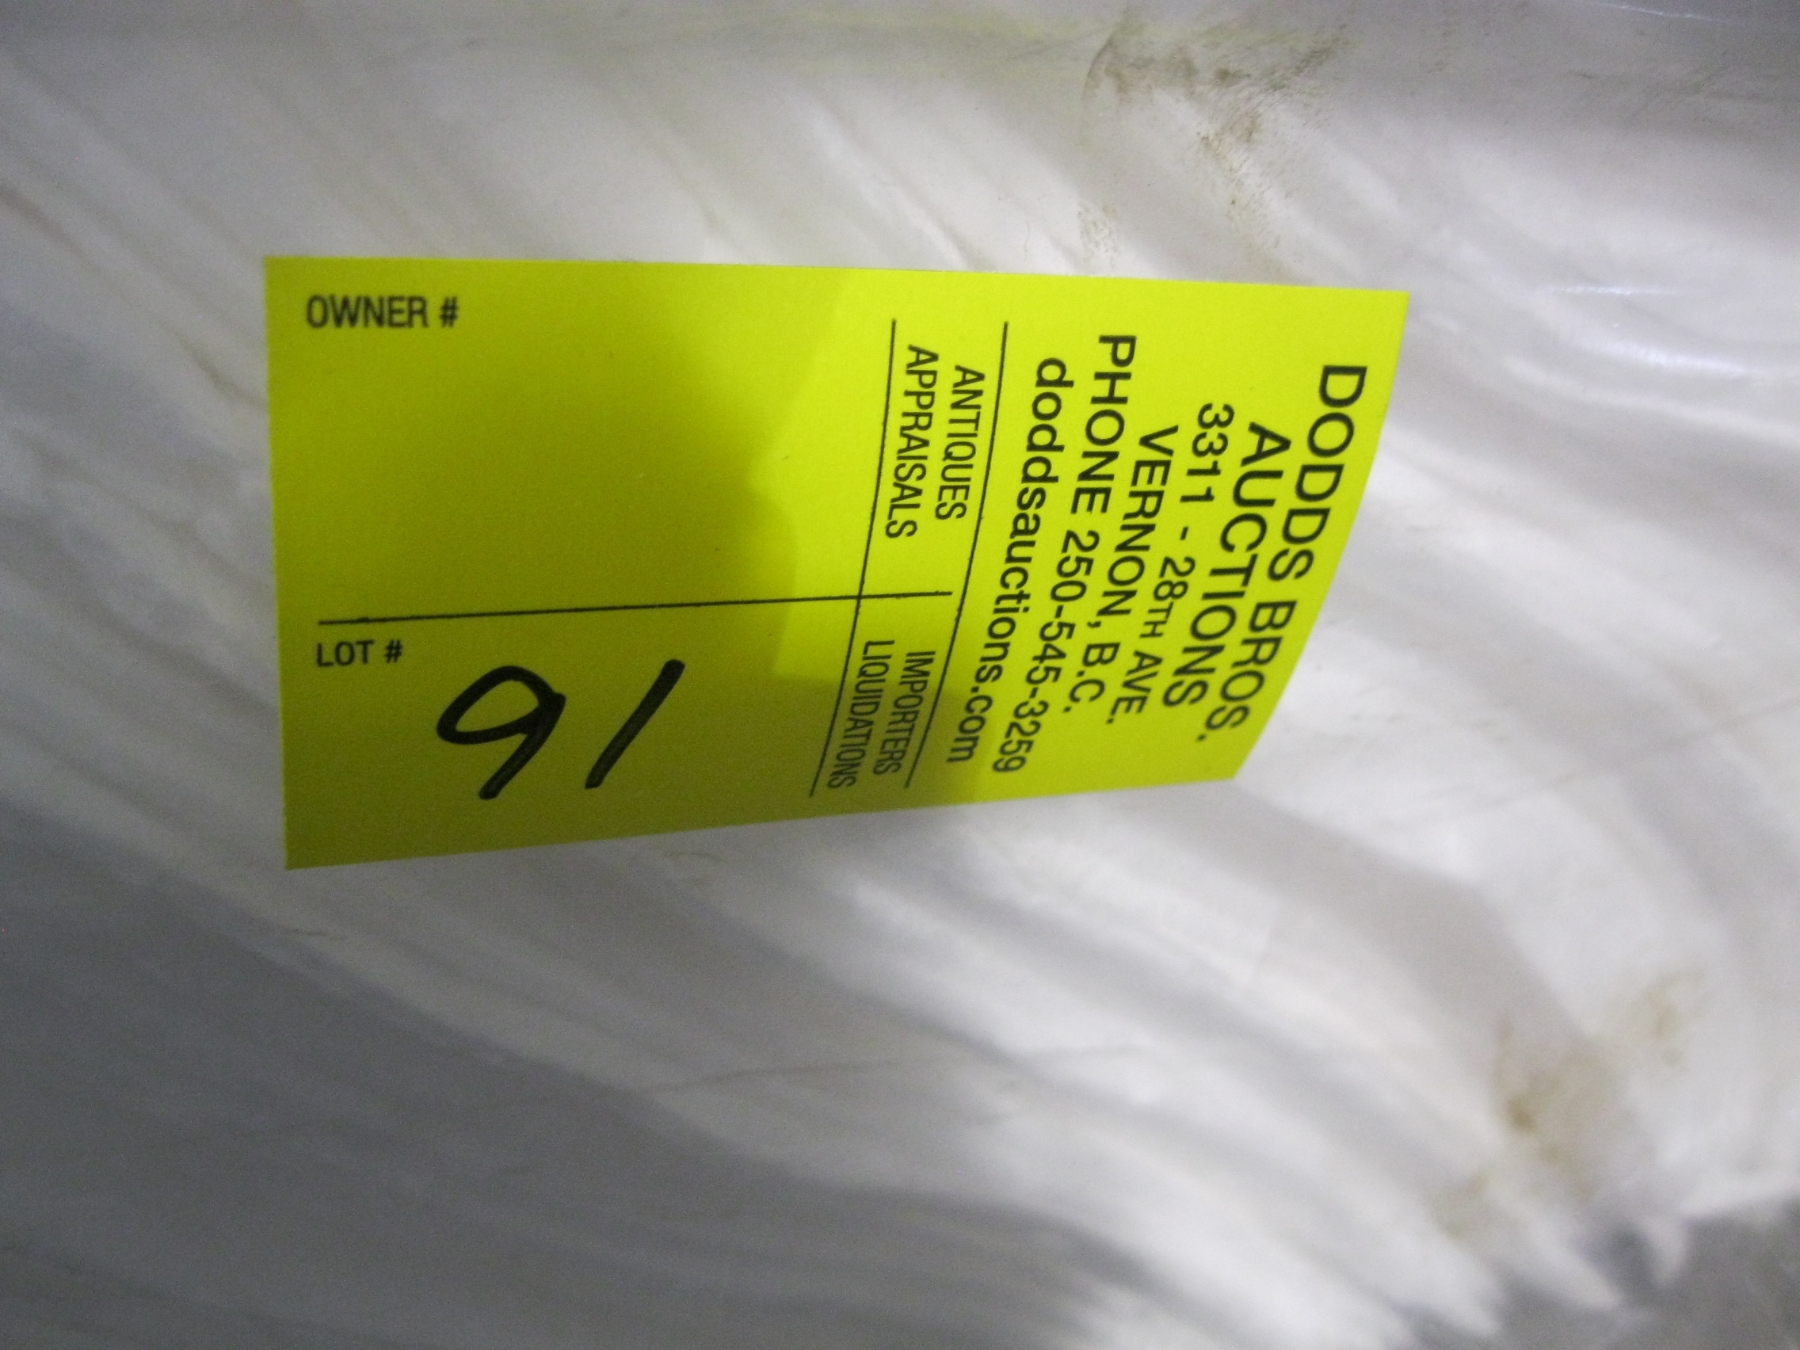 DODDS BROS.
AUCTIONS
3311 - 28TH AVE.
VERNON, B.C.
PHONE 250-545-3259
doddsauctions.com
ANTIQUES
APPRAISALS
IMPORTERS
LIQUIDATIONS
OWNER #
LOT #
91